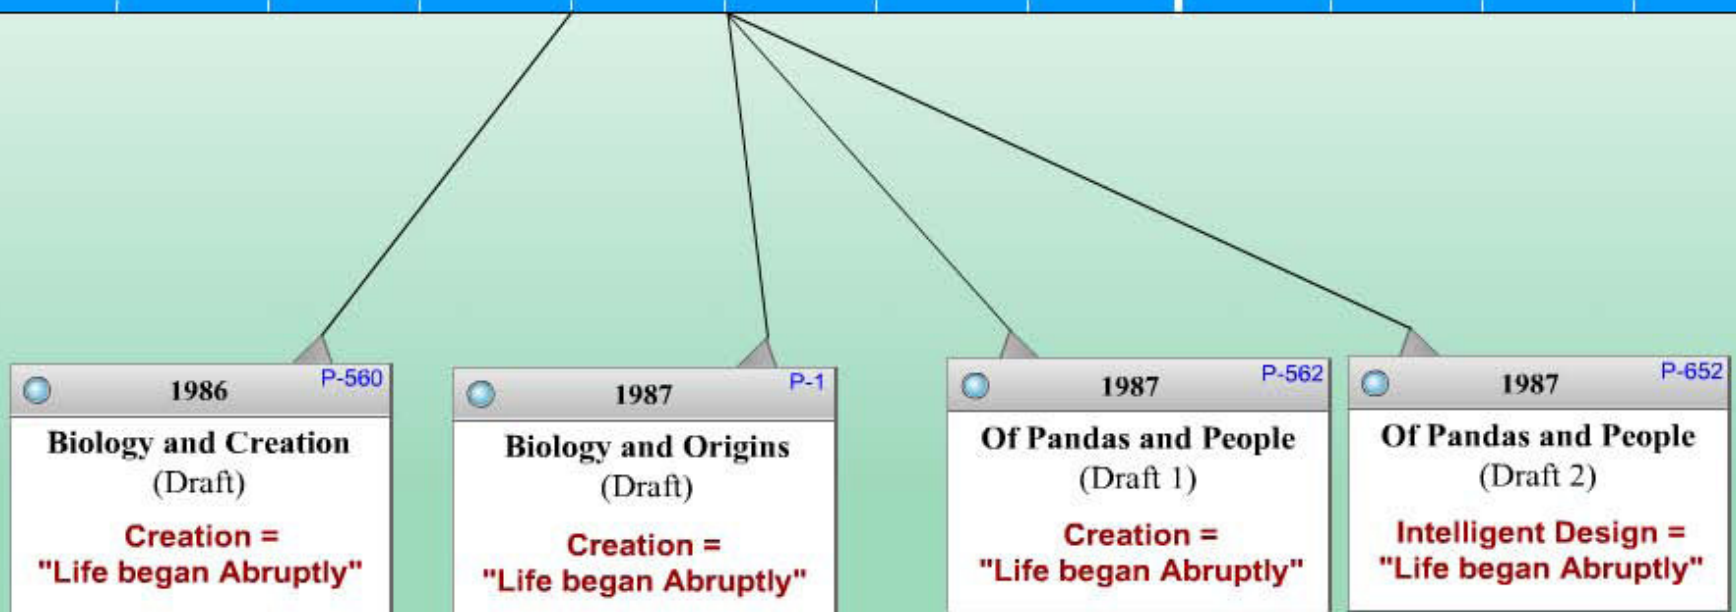 1986 P-560
Biology and Creation
(Draft)
Creation =
"Life began Abruptly"
1987 P-1
Biology and Origins
(Draft)
Creation =
"Life began Abruptly"
1987 P-562
Of Pandas and People
(Draft 1)
Creation =
"Life began Abruptly"
1987 P-652
Of Pandas and People
(Draft 2)
Intelligent Design =
"Life began Abruptly"